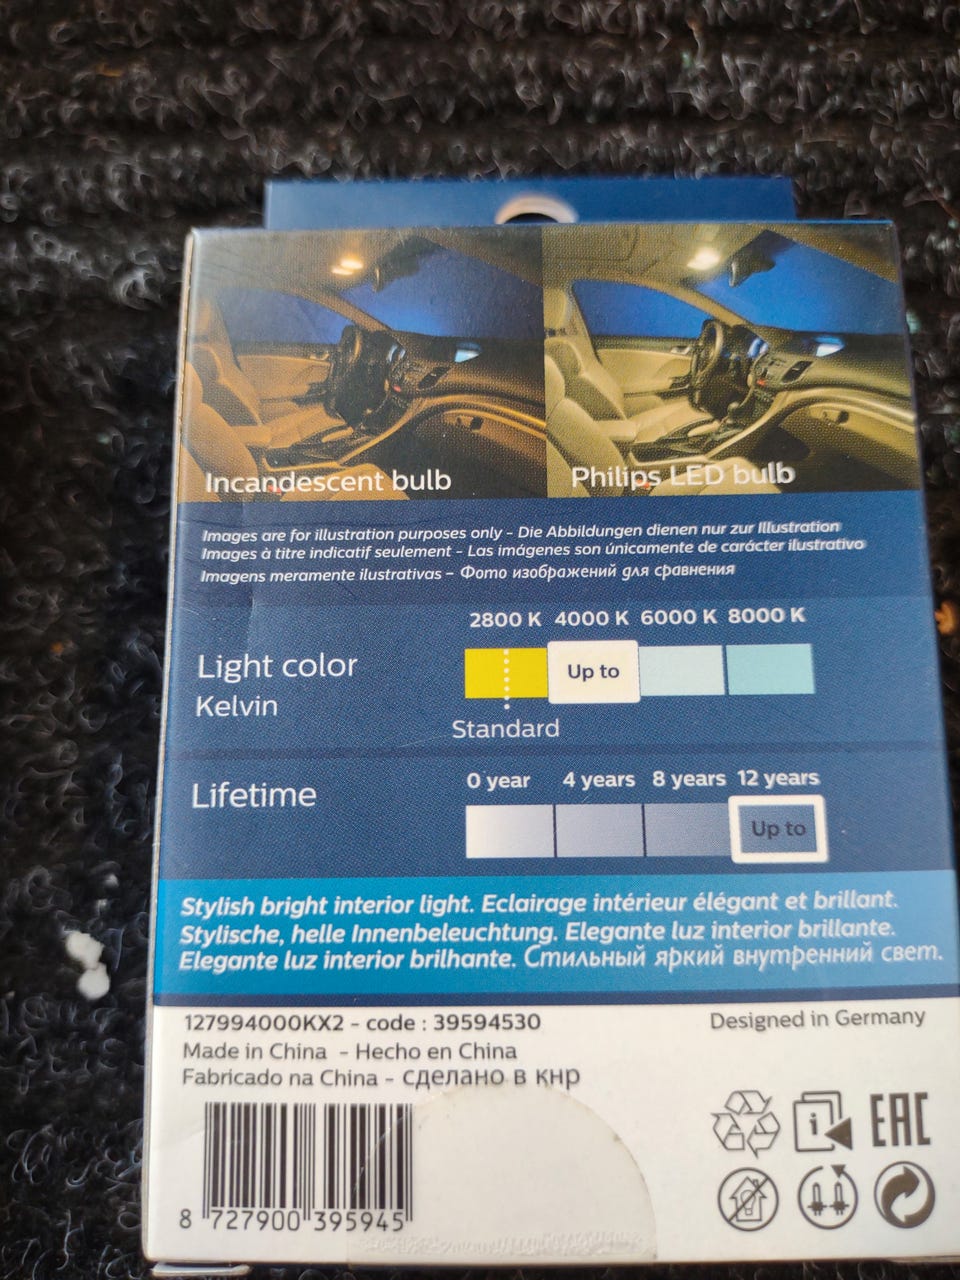 Incandescent bulb
Philips LED bulb
Images are for illustration purposes only - Die Abbildungen dienen nur zur Illustration
Images à titre indicatif seulement - Las imágenes son únicamente de carácter ilustrativo
Imagens meramente ilustrativas - Фото изображений для сравнения
2800 K 4000 K 6000 K 8000 K
Light color
Up to
Kelvin
Standard
0 year 4 years 8 years 12 years
Lifetime
Up to
Stylish bright interior light. Eclairage intérieur élégant et brillant.
Stylische, helle Innenbeleuchtung. Elegante luz interior brillante.
Elegante luz interior brilhante. Стильный яркий внутренний свет.
127994000KX2 - code : 39594530
Designed in Germany
Made in China - Hecho en China
Fabricado na China - сделано в кнр
EAC
8 727900 395945